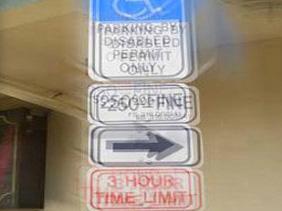 PARKING BY
DISABLED
PERMIT
ONLY
$250 FINE
3 HOUR
TIME LIMIT